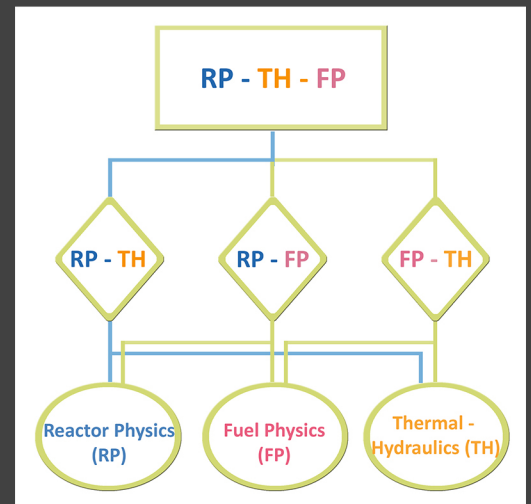 RP - TH - FP
RP - TH
RP - FP
FP - TH
Reactor Physics
(RP)
Fuel Physics
(FP)
Thermal -
Hydraulics (TH)